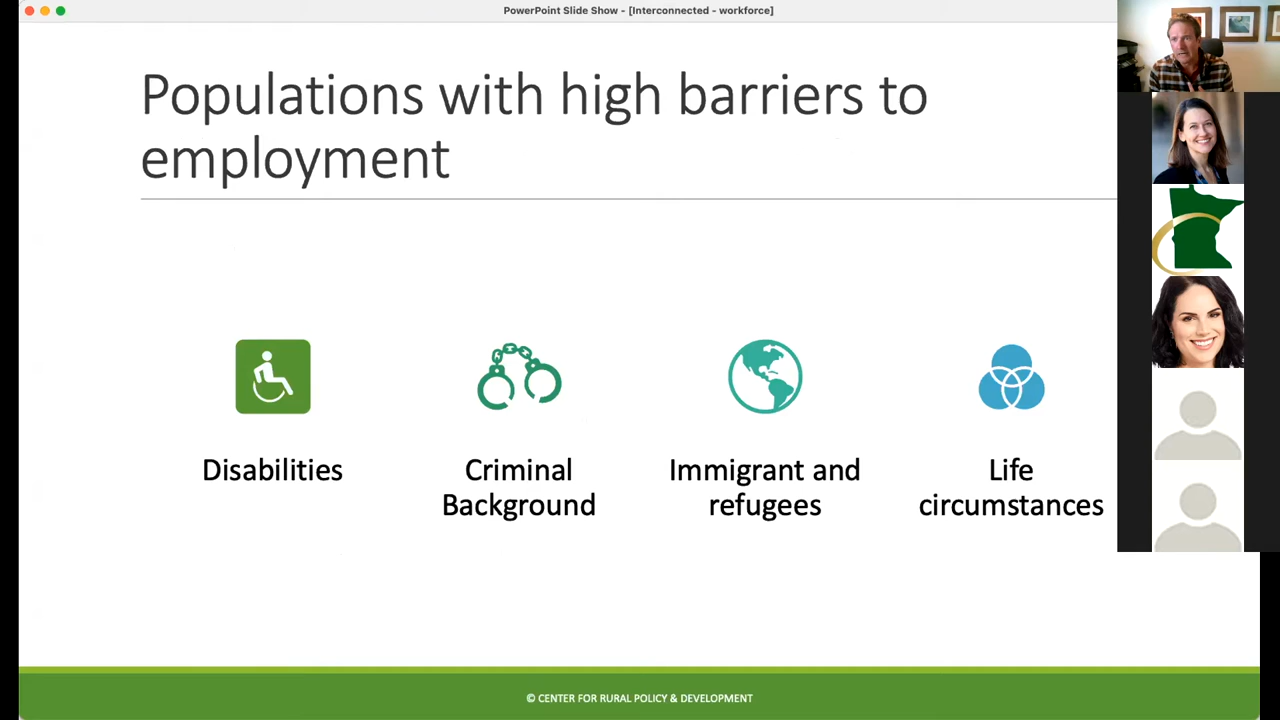 PowerPoint Slide Show - [Interconnected - workforce]
Populations with high barriers to
employment
Disabilities
Criminal
Background
Immigrant and
refugees
Life
circumstances
© CENTER FOR RURAL POLICY & DEVELOPMENT